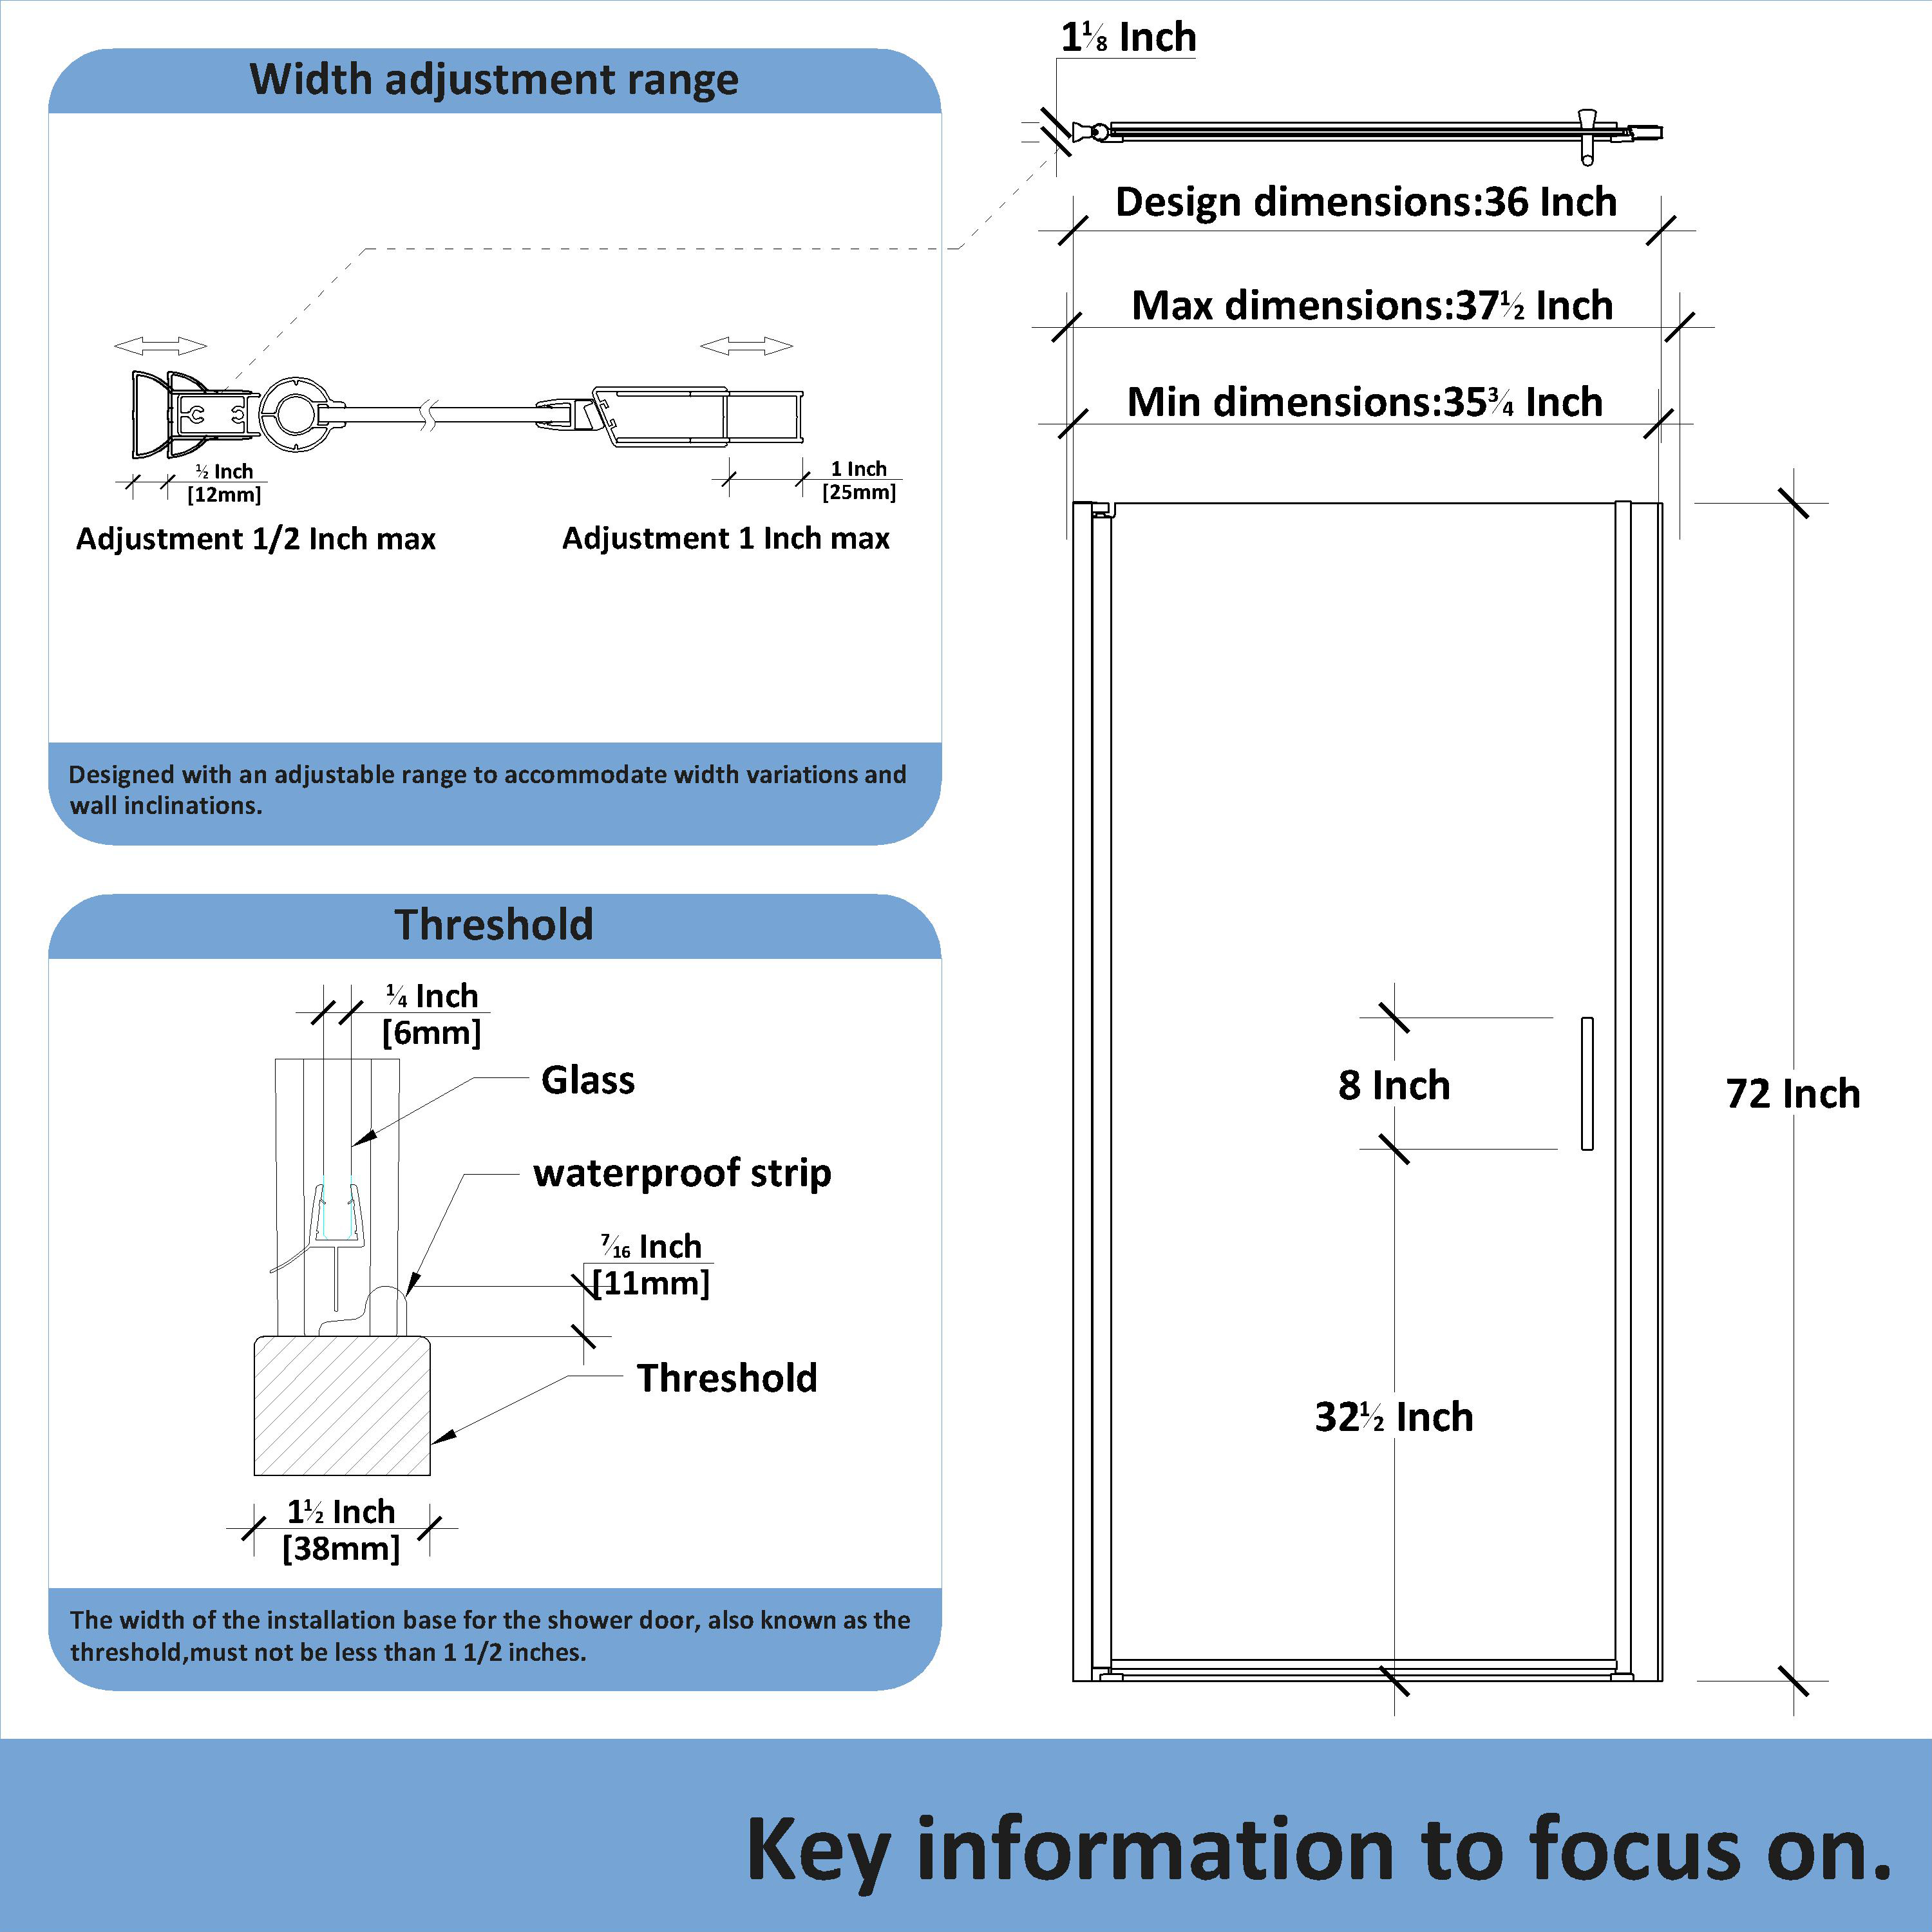 Width adjustment range
½ Inch
[12mm]
1 Inch
[25mm]
Adjustment 1/2 Inch max
Adjustment 1 Inch max
Designed with an adjustable range to accommodate width variations and
wall inclinations.
Threshold
¼ Inch
[6mm]
Glass
waterproof strip
7⁄16 Inch
[11mm]
Threshold
1½ Inch
[38mm]
The width of the installation base for the shower door, also known as the
threshold,must not be less than 1 1/2 inches.
1⅛ Inch
Design dimensions:36 Inch
Max dimensions:37½ Inch
Min dimensions:35¾ Inch
8 Inch
72 Inch
32½ Inch
Key information to focus on.